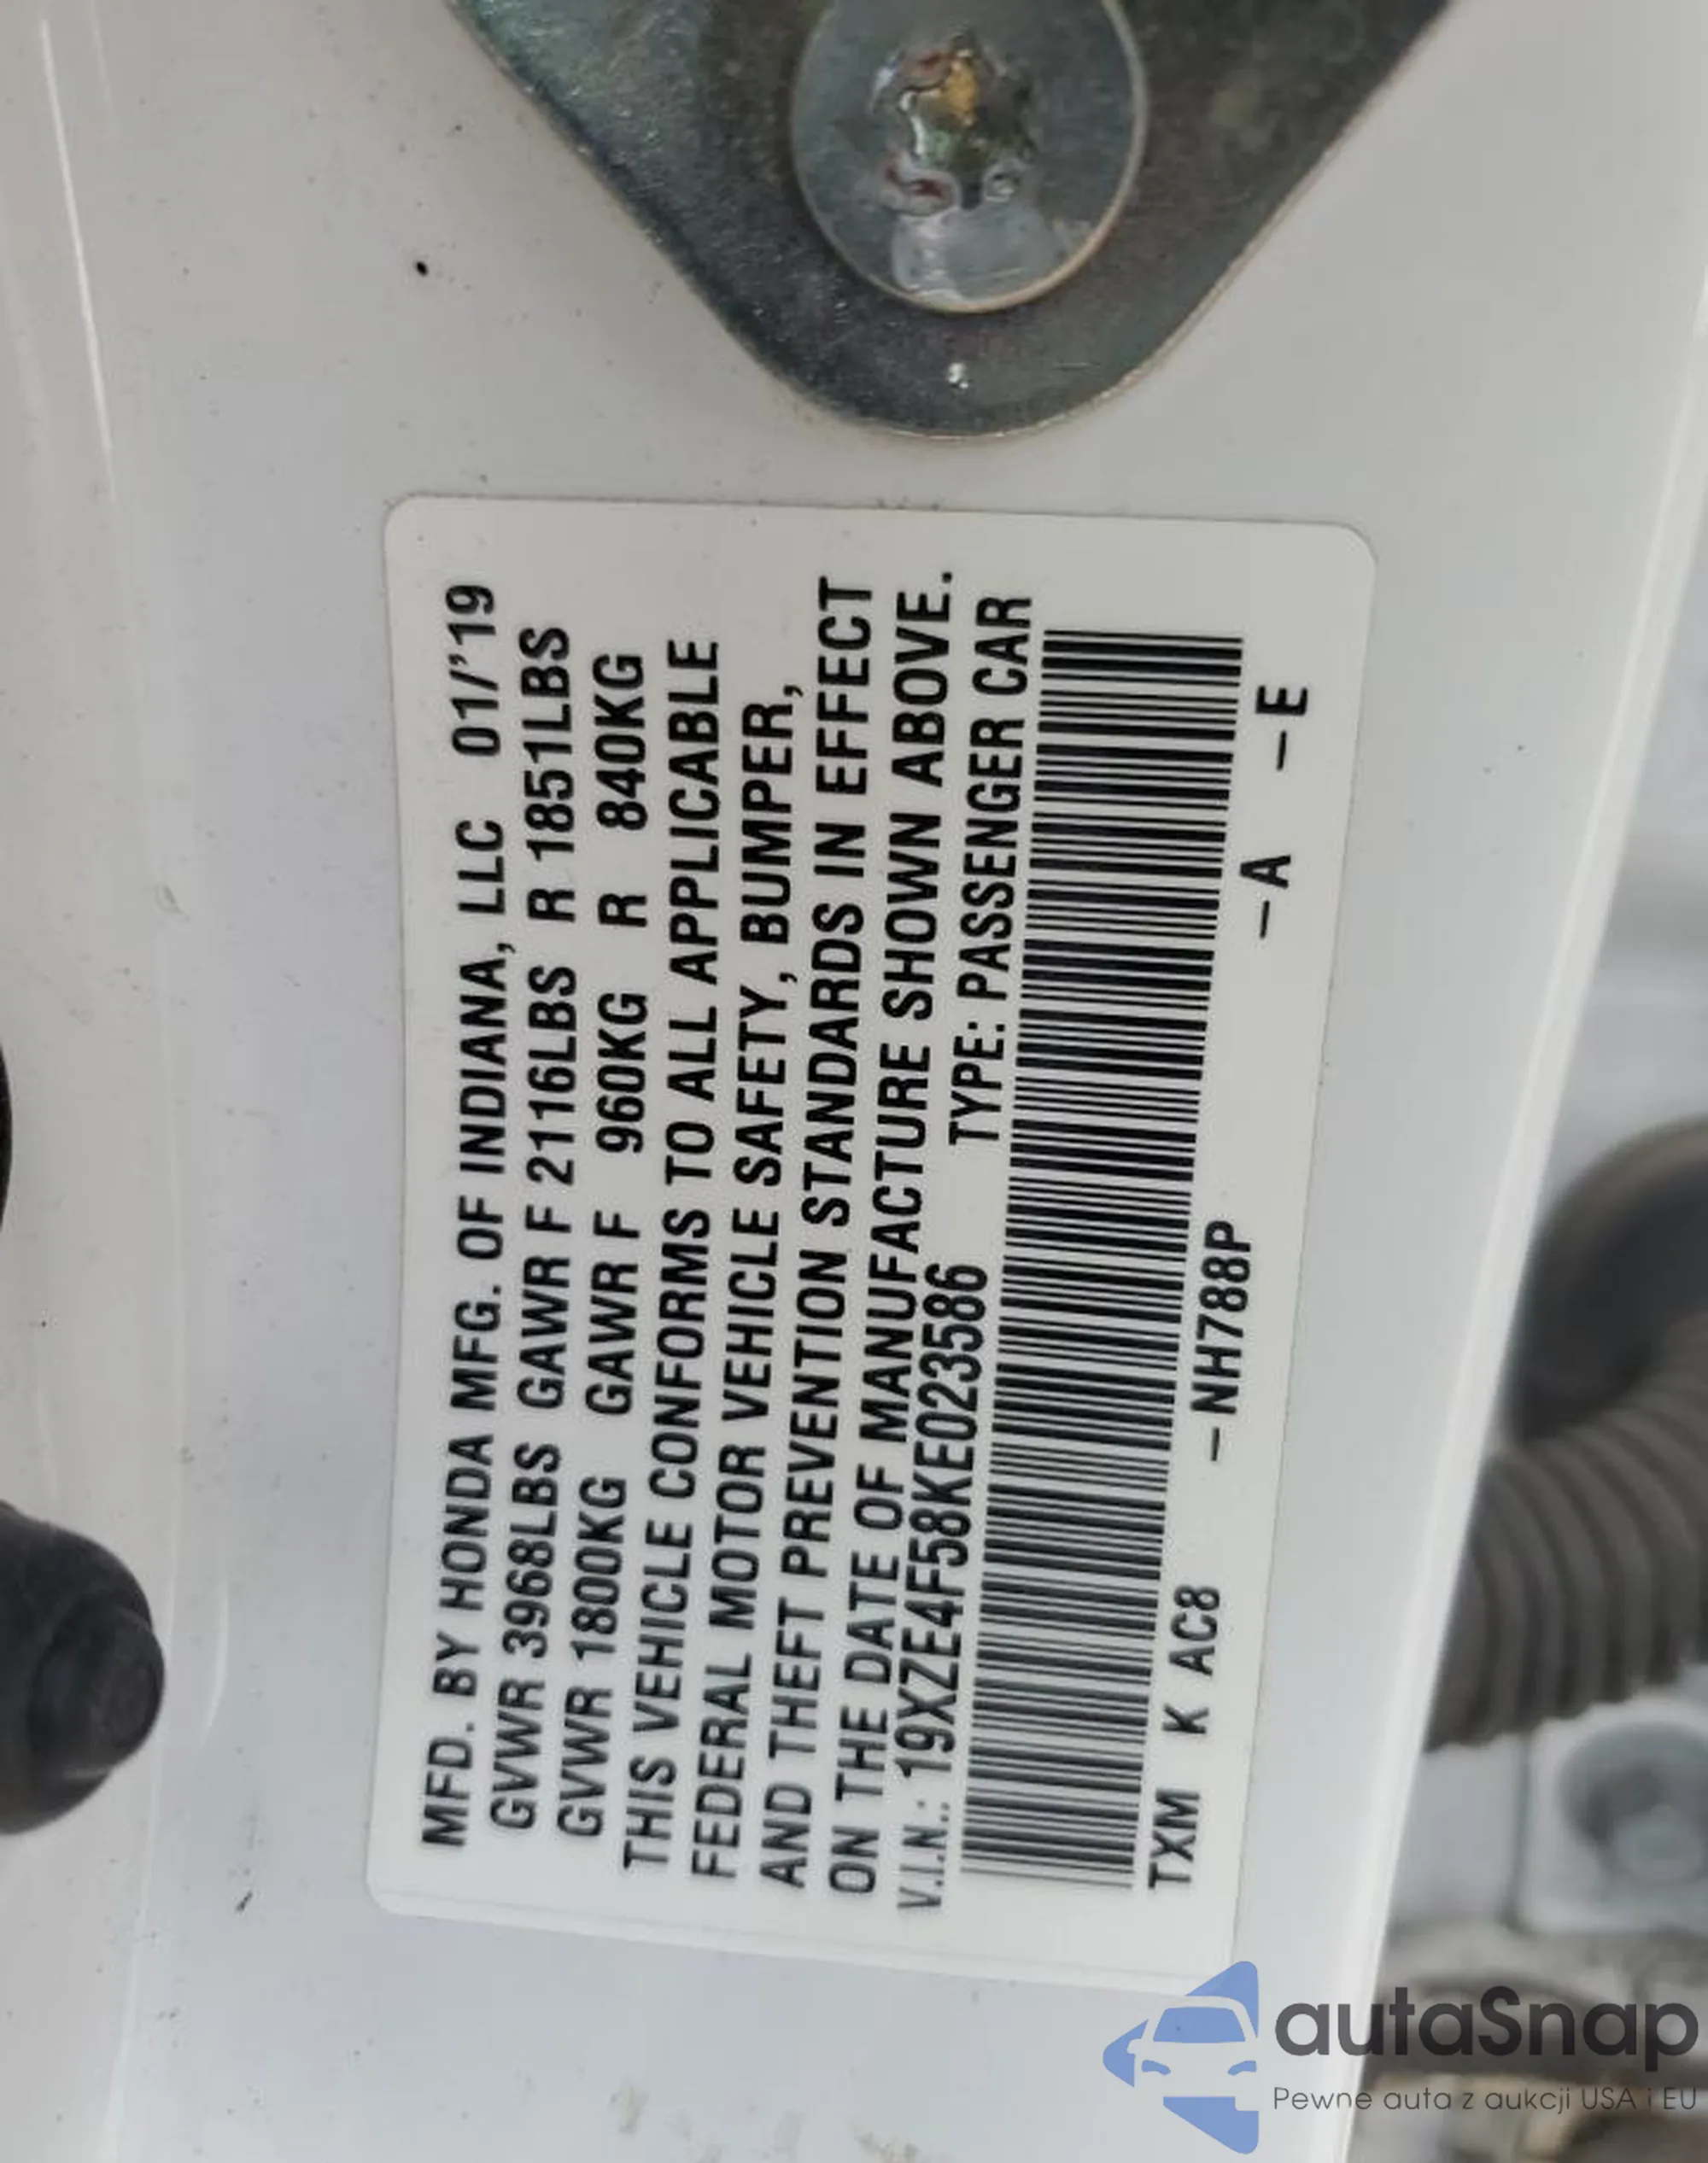 MFD. BY HONDA MFG. OF INDIANA, LLC 01/'19
GVWR 3968LBS GAWR F 2116LBS R 1851LBS
GVWR 1800KG GAWR F 960KG R 840KG
THIS VEHICLE CONFORMS TO ALL APPLICABLE
FEDERAL MOTOR VEHICLE SAFETY, BUMPER,
AND THEFT PREVENTION STANDARDS IN EFFECT
ON THE DATE OF MANUFACTURE SHOWN ABOVE.
V.I.N.: 19XZE4F58KE023586 TYPE: PASSENGER CAR
TXM K AC8 –NH788P –A –E
autaSnap
Pewne auta z aukcji USA i EU